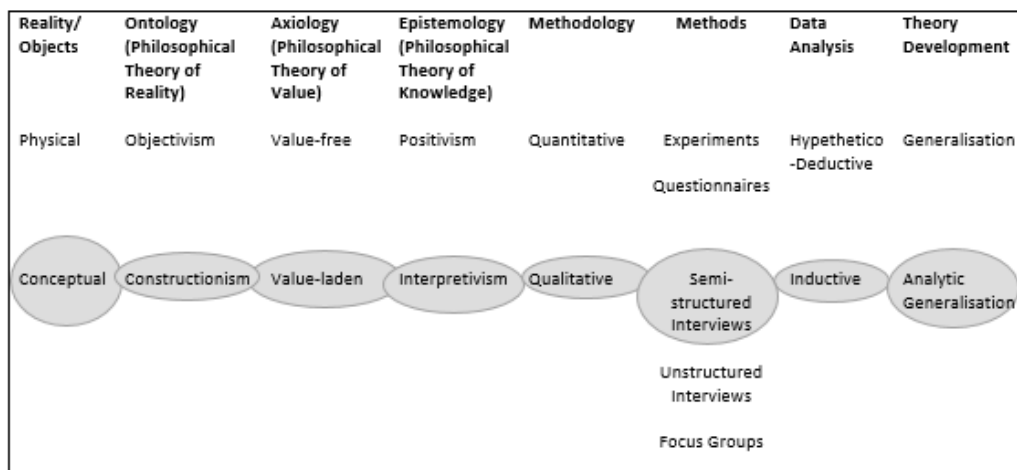 Reality/ Ontology Axiology Epistemology Methodology Methods Data Theory
Objects (Philosophical (Philosophical (Philosophical Analysis Development
Theory of Theory of Theory of
Reality) Value) Knowledge)
Physical Objectivism Value-free Positivism Quantitative Experiments Hypethetico Generalisation
-Deductive
Questionnaires
Conceptual Constructionism Value-laden Interpretivism Qualitative Semi- Inductive Analytic
structured Generalisation
Interviews
Unstructured
Interviews
Focus Groups